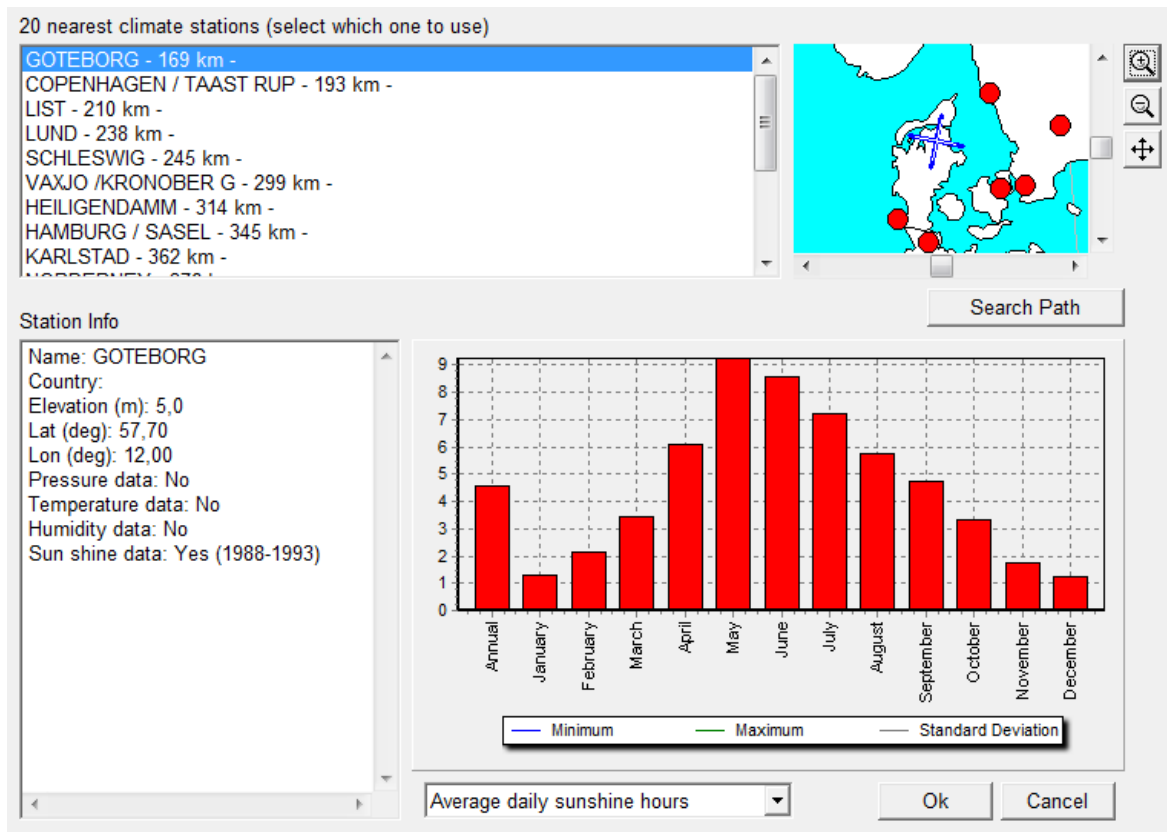 20 nearest climate stations (select which one to use)
GOTEBORG - 169 km -
COPENHAGEN / TAAST RUP - 193 km -
LIST - 210 km -
LUND - 238 km -
SCHLESWIG - 245 km -
VAXJO /KRONOBER G - 299 km -
HEILIGENDAMM - 314 km -
HAMBURG / SASEL - 345 km -
KARLSTAD - 362 km -
Search Path
Station Info
Name: GOTEBORG
Country:
Elevation (m): 5,0
Lat (deg): 57,70
Lon (deg): 12,00
Pressure data: No
Temperature data: No
Humidity data: No
Sun shine data: Yes (1988-1993)
9
8
7
6
5
4
3
2
1
0
Annual
January
February
March
April
May
June
July
August
September
October
November
December
Minimum Maximum Standard Deviation
Average daily sunshine hours
Ok
Cancel